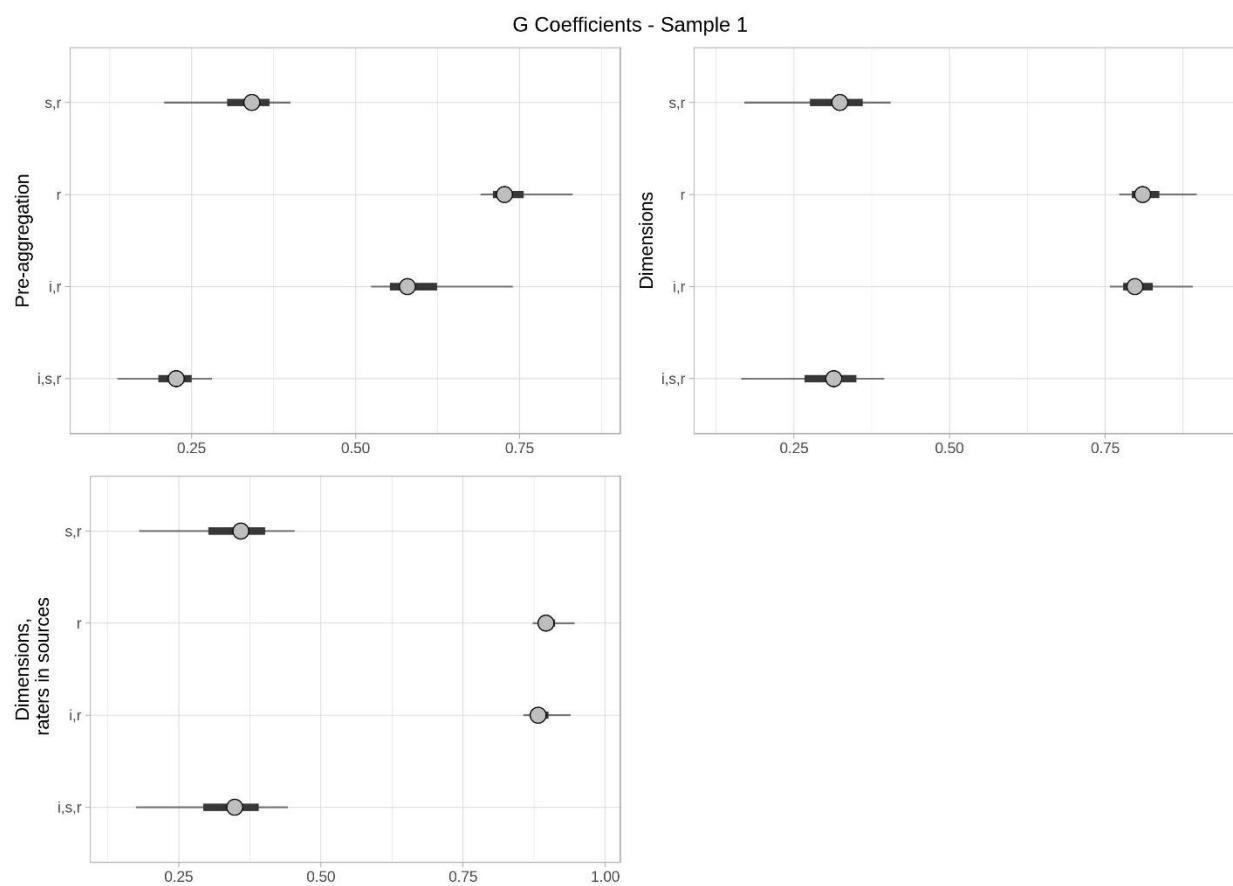 G Coefficients - Sample 1
Pre-aggregation
s,r
r
i,r
i,s,r
0.25 0.50 0.75
Dimensions
s,r
r
i,r
i,s,r
0.25 0.50 0.75
Dimensions,
raters in sources
s,r
r
i,r
i,s,r
0.25 0.50 0.75 1.00